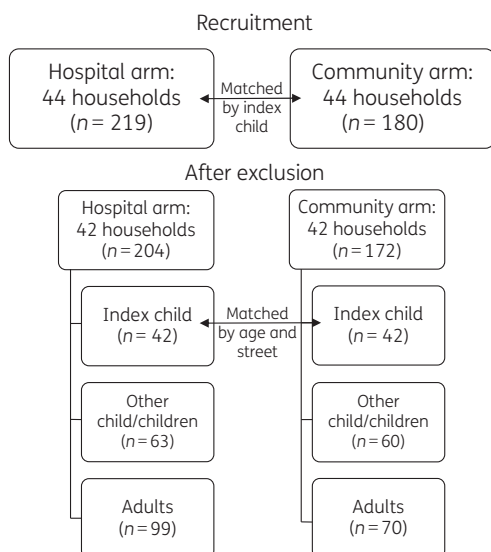 Recruitment
Hospital arm:
44 households
(n = 219)
Matched
by index
child
Community arm:
44 households
(n = 180)
After exclusion
Hospital arm:
42 households
(n = 204)
Community arm:
42 households
(n = 172)
Index child
(n = 42)
Matched
by age and
street
Index child
(n = 42)
Other
child/children
(n = 63)
Other
child/children
(n = 60)
Adults
(n = 99)
Adults
(n = 70)